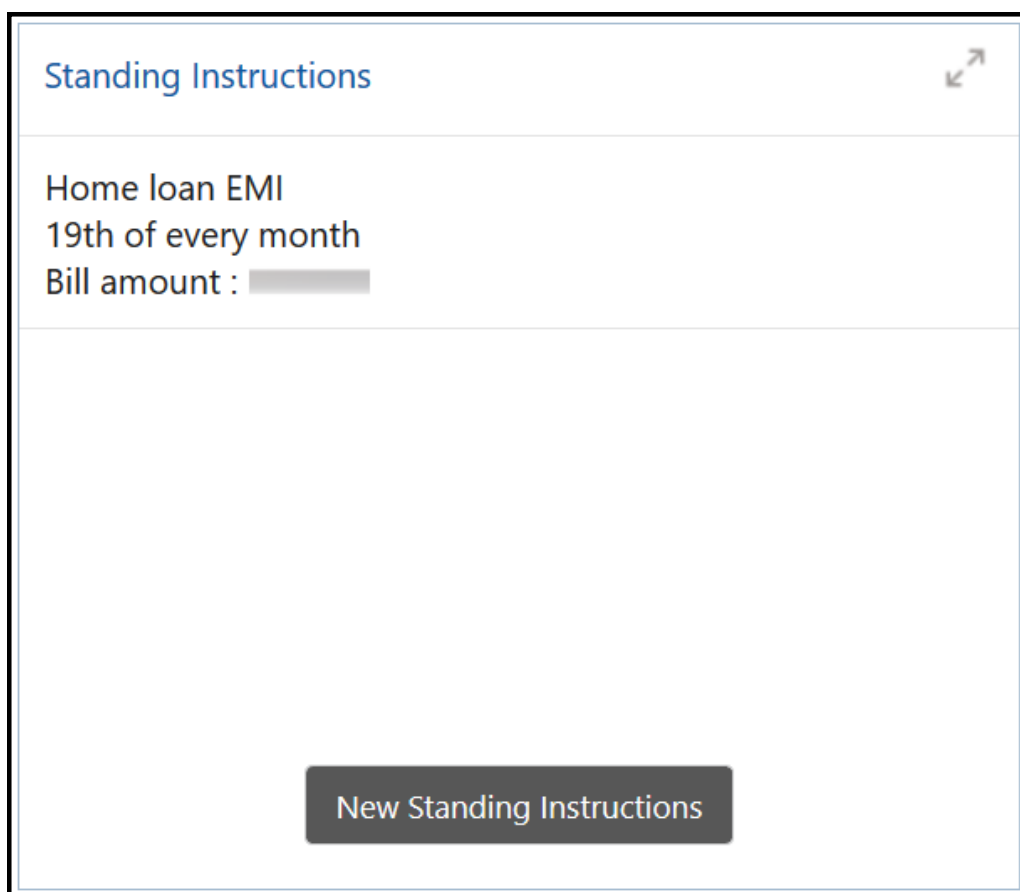 Standing Instructions
Home loan EMI
19th of every month
Bill amount :
New Standing Instructions